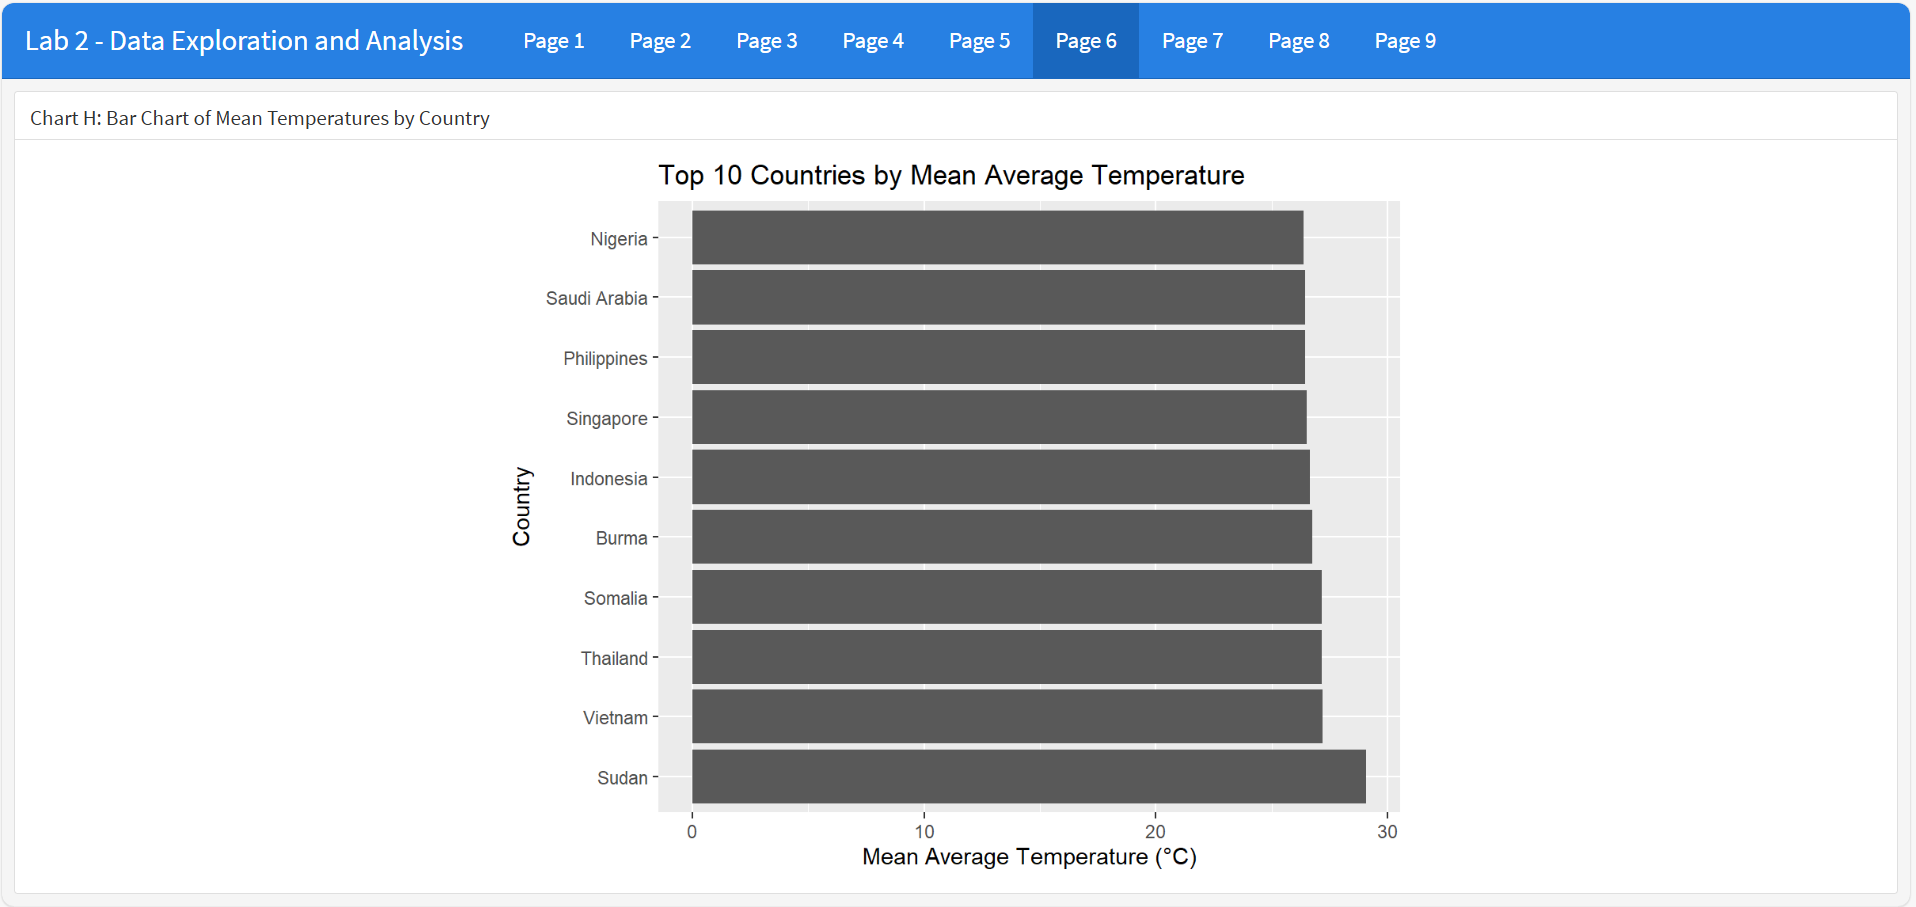 Lab 2 - Data Exploration and Analysis Page 1 Page 2 Page 3 Page 4 Page 5 Page 6 Page 7 Page 8 Page 9
Chart H: Bar Chart of Mean Temperatures by Country
Top 10 Countries by Mean Average Temperature
Nigeria
Saudi Arabia
Philippines
Singapore
Indonesia
Burma
Somalia
Thailand
Vietnam
Sudan
Country
0 10 20 30
Mean Average Temperature (°C)